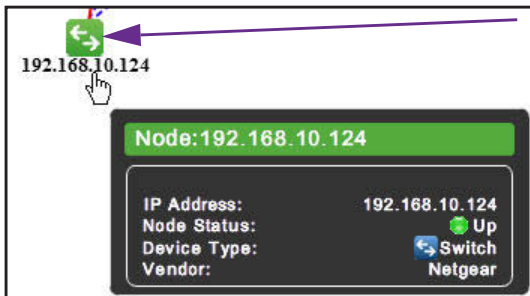 192.168.10.124
Node:192.168.10.124
IP Address: 192.168.10.124
Node Status: Up
Device Type: Switch
Vendor: Netgear